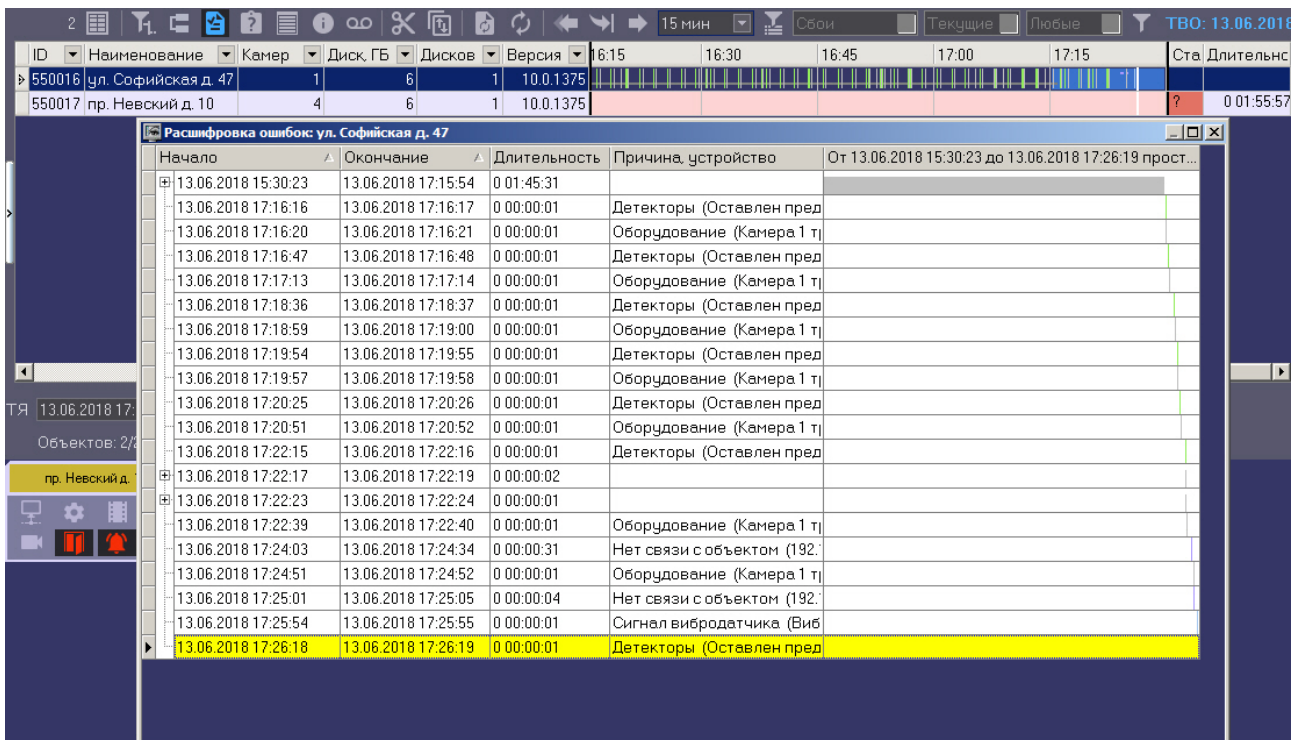 2 15 мин Сбои Текущие Любые ТВО: 13.06.2018
ID Наименование Камер Диск, ГБ Дисков Версия 16:15 16:30 16:45 17:00 17:15 Ста Длительнс
550016 ул. Софийская д. 47 1 6 1 10.0.1375
550017 пр. Невский д. 10 4 6 1 10.0.1375 ? 0 01:55:57
Расшифровка ошибок: ул. Софийская д. 47
Начало Окончание Длительность Причина, устройство От 13.06.2018 15:30:23 до 13.06.2018 17:26:19 прост...
13.06.2018 15:30:23 13.06.2018 17:15:54 0 01:45:31
13.06.2018 17:16:16 13.06.2018 17:16:17 0 00:00:01 Детекторы (Оставлен пред
13.06.2018 17:16:20 13.06.2018 17:16:21 0 00:00:01 Оборудование (Камера 1 т
13.06.2018 17:16:47 13.06.2018 17:16:48 0 00:00:01 Детекторы (Оставлен пред
13.06.2018 17:17:13 13.06.2018 17:17:14 0 00:00:01 Оборудование (Камера 1 т
13.06.2018 17:18:36 13.06.2018 17:18:37 0 00:00:01 Детекторы (Оставлен пред
13.06.2018 17:18:59 13.06.2018 17:19:00 0 00:00:01 Оборудование (Камера 1 т
13.06.2018 17:19:54 13.06.2018 17:19:55 0 00:00:01 Детекторы (Оставлен пред
13.06.2018 17:19:57 13.06.2018 17:19:58 0 00:00:01 Оборудование (Камера 1 т
13.06.2018 17:20:25 13.06.2018 17:20:26 0 00:00:01 Детекторы (Оставлен пред
13.06.2018 17:20:51 13.06.2018 17:20:52 0 00:00:01 Оборудование (Камера 1 т
13.06.2018 17:22:15 13.06.2018 17:22:16 0 00:00:01 Детекторы (Оставлен пред
13.06.2018 17:22:17 13.06.2018 17:22:19 0 00:00:02
13.06.2018 17:22:23 13.06.2018 17:22:24 0 00:00:01
13.06.2018 17:22:39 13.06.2018 17:22:40 0 00:00:01 Оборудование (Камера 1 т
13.06.2018 17:24:03 13.06.2018 17:24:34 0 00:00:31 Нет связи с объектом (192.
13.06.2018 17:24:51 13.06.2018 17:24:52 0 00:00:01 Оборудование (Камера 1 т
13.06.2018 17:25:01 13.06.2018 17:25:05 0 00:00:04 Нет связи с объектом (192.
13.06.2018 17:25:54 13.06.2018 17:25:55 0 00:00:01 Сигнал вибродатчика (Виб
13.06.2018 17:26:18 13.06.2018 17:26:19 0 00:00:01 Детекторы (Оставлен пред
ТЯ 13.06.2018 17:
Объектов: 2/2
пр. Невский д.